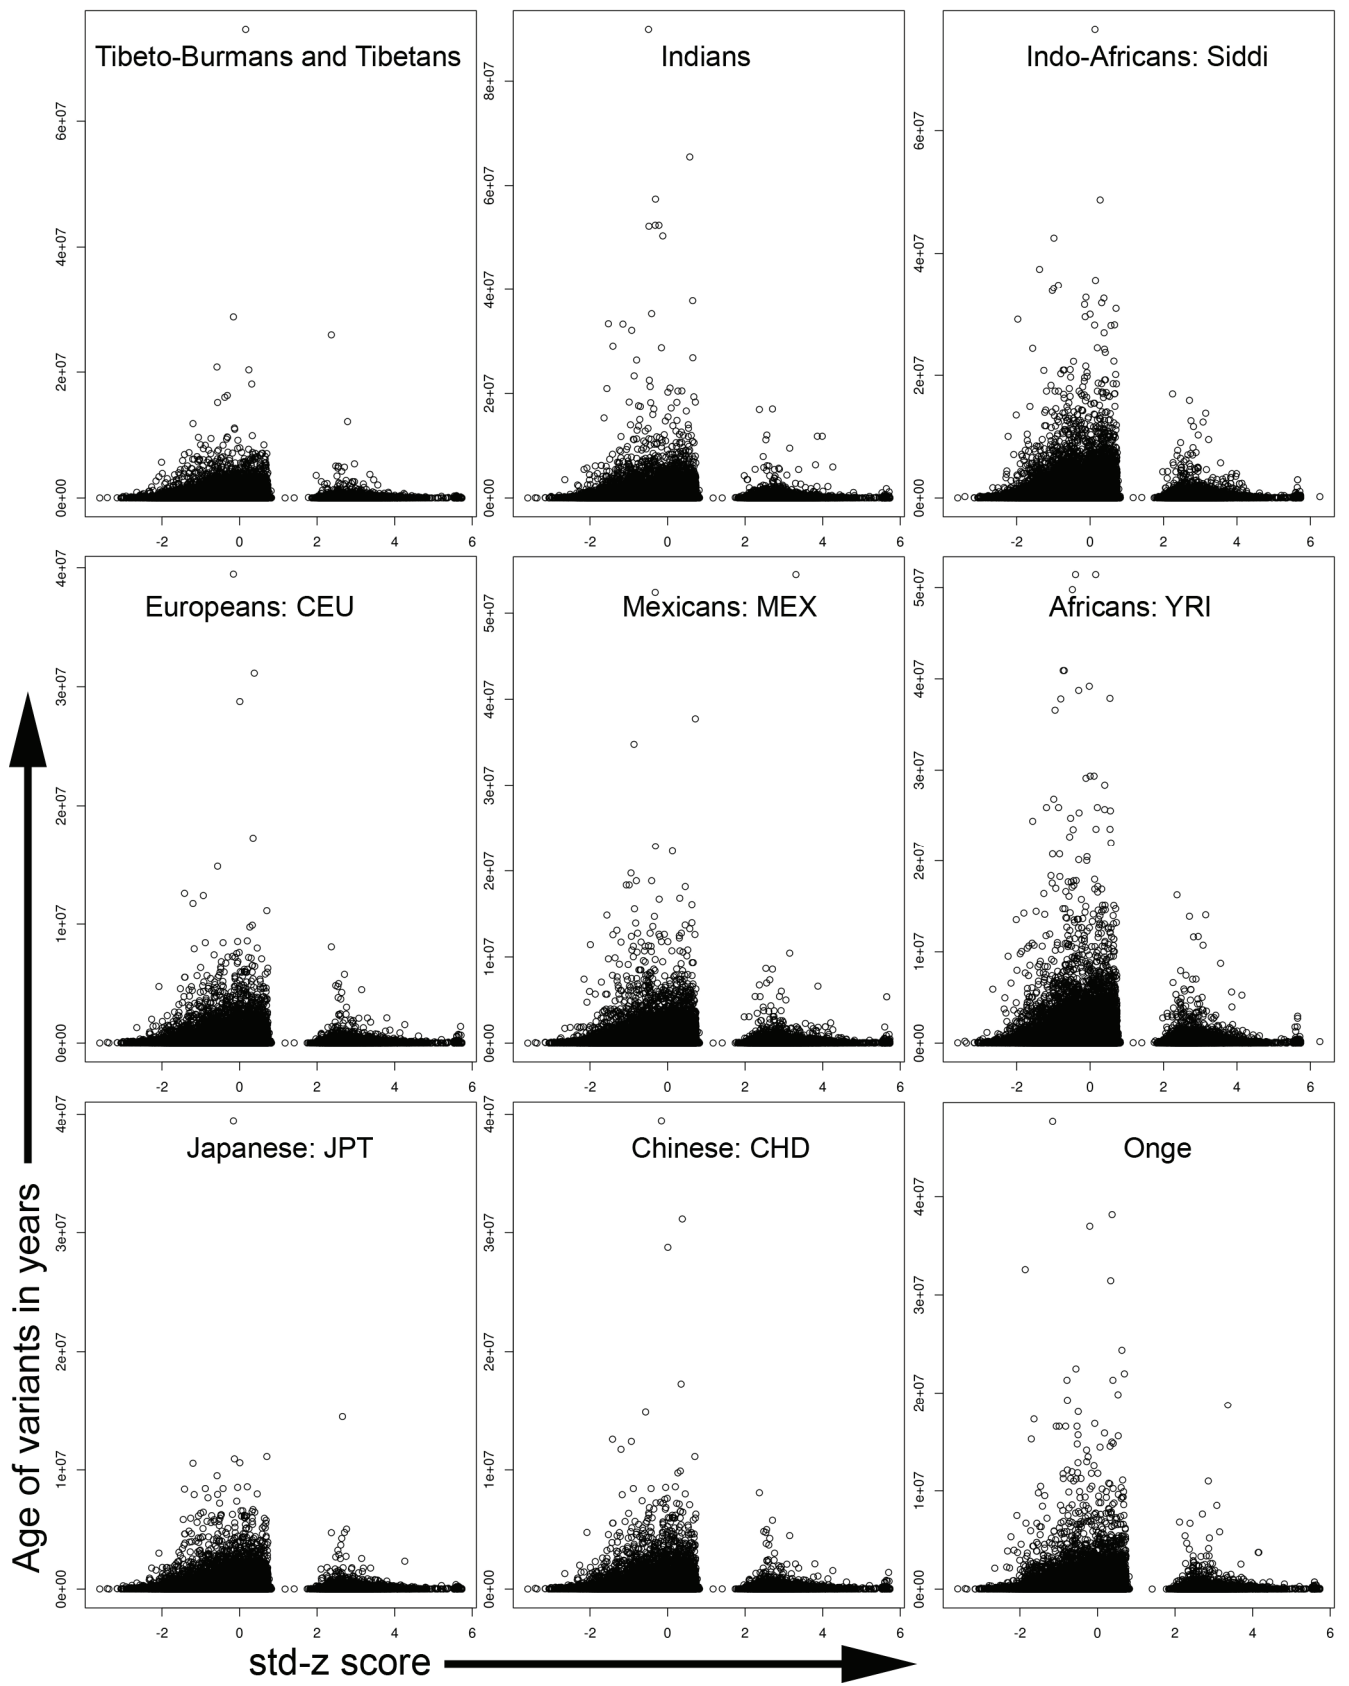 Tibeto-Burmans and Tibetans
0e+00 2e+07 4e+07 6e+07
-2 0 2 4 6
Indians
0e+00 2e+07 4e+07 6e+07 8e+07
-2 0 2 4 6
Indo-Africans: Siddi
0e+00 2e+07 4e+07 6e+07
-2 0 2 4 6
Europeans: CEU
0e+00 1e+07 2e+07 3e+07 4e+07
-2 0 2 4 6
Mexicans: MEX
0e+00 1e+07 2e+07 3e+07 4e+07 5e+07
-2 0 2 4 6
Africans: YRI
0e+00 1e+07 2e+07 3e+07 4e+07 5e+07
-2 0 2 4 6
Japanese: JPT
0e+00 1e+07 2e+07 3e+07 4e+07
-2 0 2 4 6
Chinese: CHD
0e+00 1e+07 2e+07 3e+07 4e+07
-2 0 2 4 6
Onge
0e+00 1e+07 2e+07 3e+07 4e+07
-2 0 2 4 6
Age of variants in years
std-z score